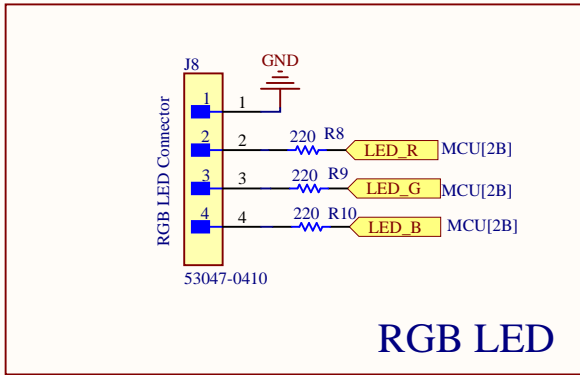 J8
GND
RGB LED Connector
1 1
2 2 220 R8 LED_R MCU[2B]
3 3 220 R9 LED_G MCU[2B]
4 4 220 R10 LED_B MCU[2B]
53047-0410
RGB LED